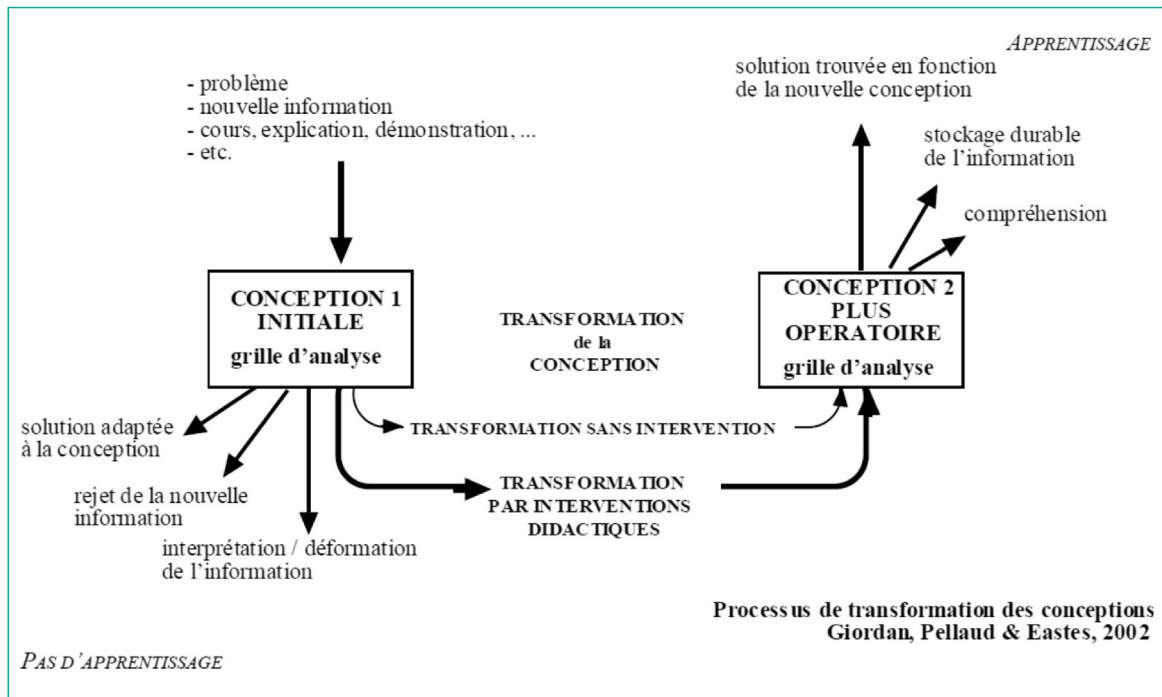 APPRENTISSAGE
- problème
- nouvelle information
- cours, explication, démonstration, ...
- etc.
solution trouvée en fonction
de la nouvelle conception
stockage durable
de l'information
compréhension
CONCEPTION 1
INITIALE
grille d'analyse
TRANSFORMATION
de la
CONCEPTION
CONCEPTION 2
PLUS
OPERATOIRE
grille d'analyse
solution adaptée
à la conception
rejet de la nouvelle
information
interprétation / déformation
de l'information
TRANSFORMATION SANS INTERVENTION
TRANSFORMATION
PAR INTERVENTIONS
DIDACTIQUES
Processus de transformation des conceptions
Giordan, Pellaud & Eastes, 2002
PAS D'APPRENTISSAGE